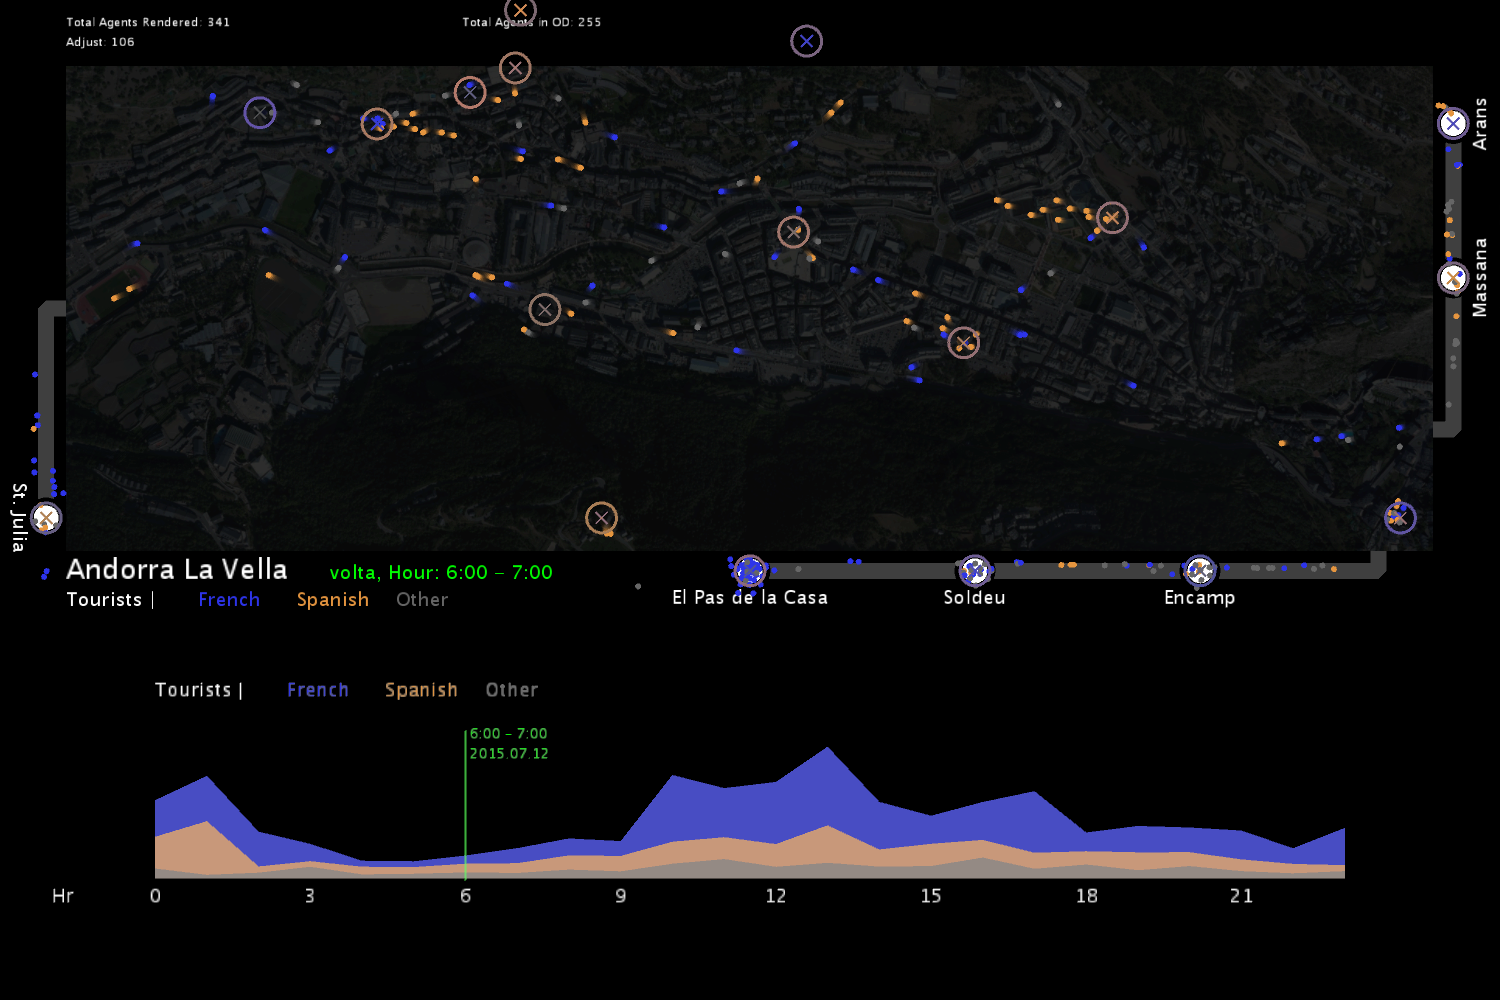 Total Agents Rendered: 341
Total Agents in OD: 255
Adjust: 106
Arans
Massana
St. Julia
Andorra La Vella
volta, Hour: 6:00 – 7:00
Tourists | French Spanish Other
El Pas de la Casa
Soldeu
Encamp
Tourists | French Spanish Other
6:00 – 7:00
2015.07.12
Hr 0 3 6 9 12 15 18 21